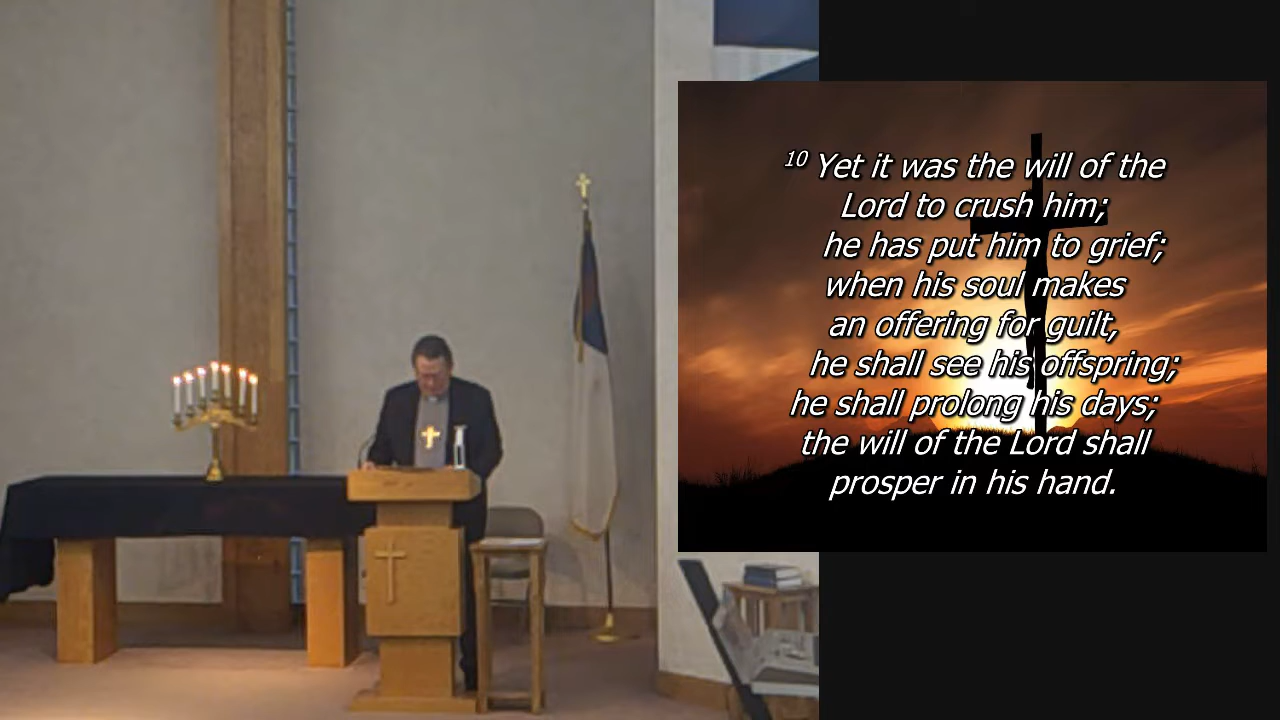 10 Yet it was the will of the
Lord to crush him;
he has put him to grief;
when his soul makes
an offering for guilt,
he shall see his offspring;
he shall prolong his days;
the will of the Lord shall
prosper in his hand.